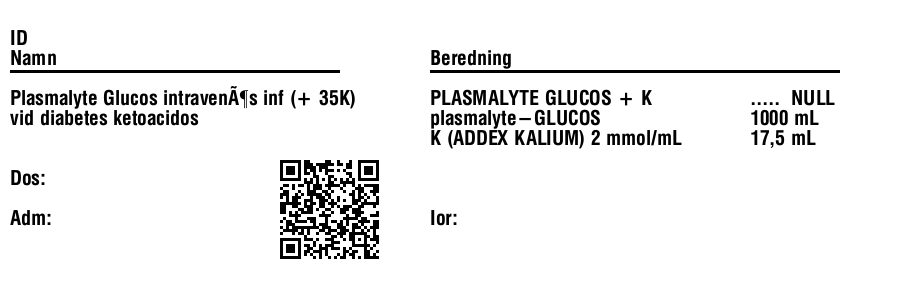 ID
Namn
Beredning
Plasmalyte Glucos intravenÃ¶s inf (+ 35K)
vid diabetes ketoacidos
PLASMALYTE GLUCOS + K ..... NULL
plasmalyte–GLUCOS 1000 mL
K (ADDEX KALIUM) 2 mmol/mL 17,5 mL
Dos:
Adm:
Ior: